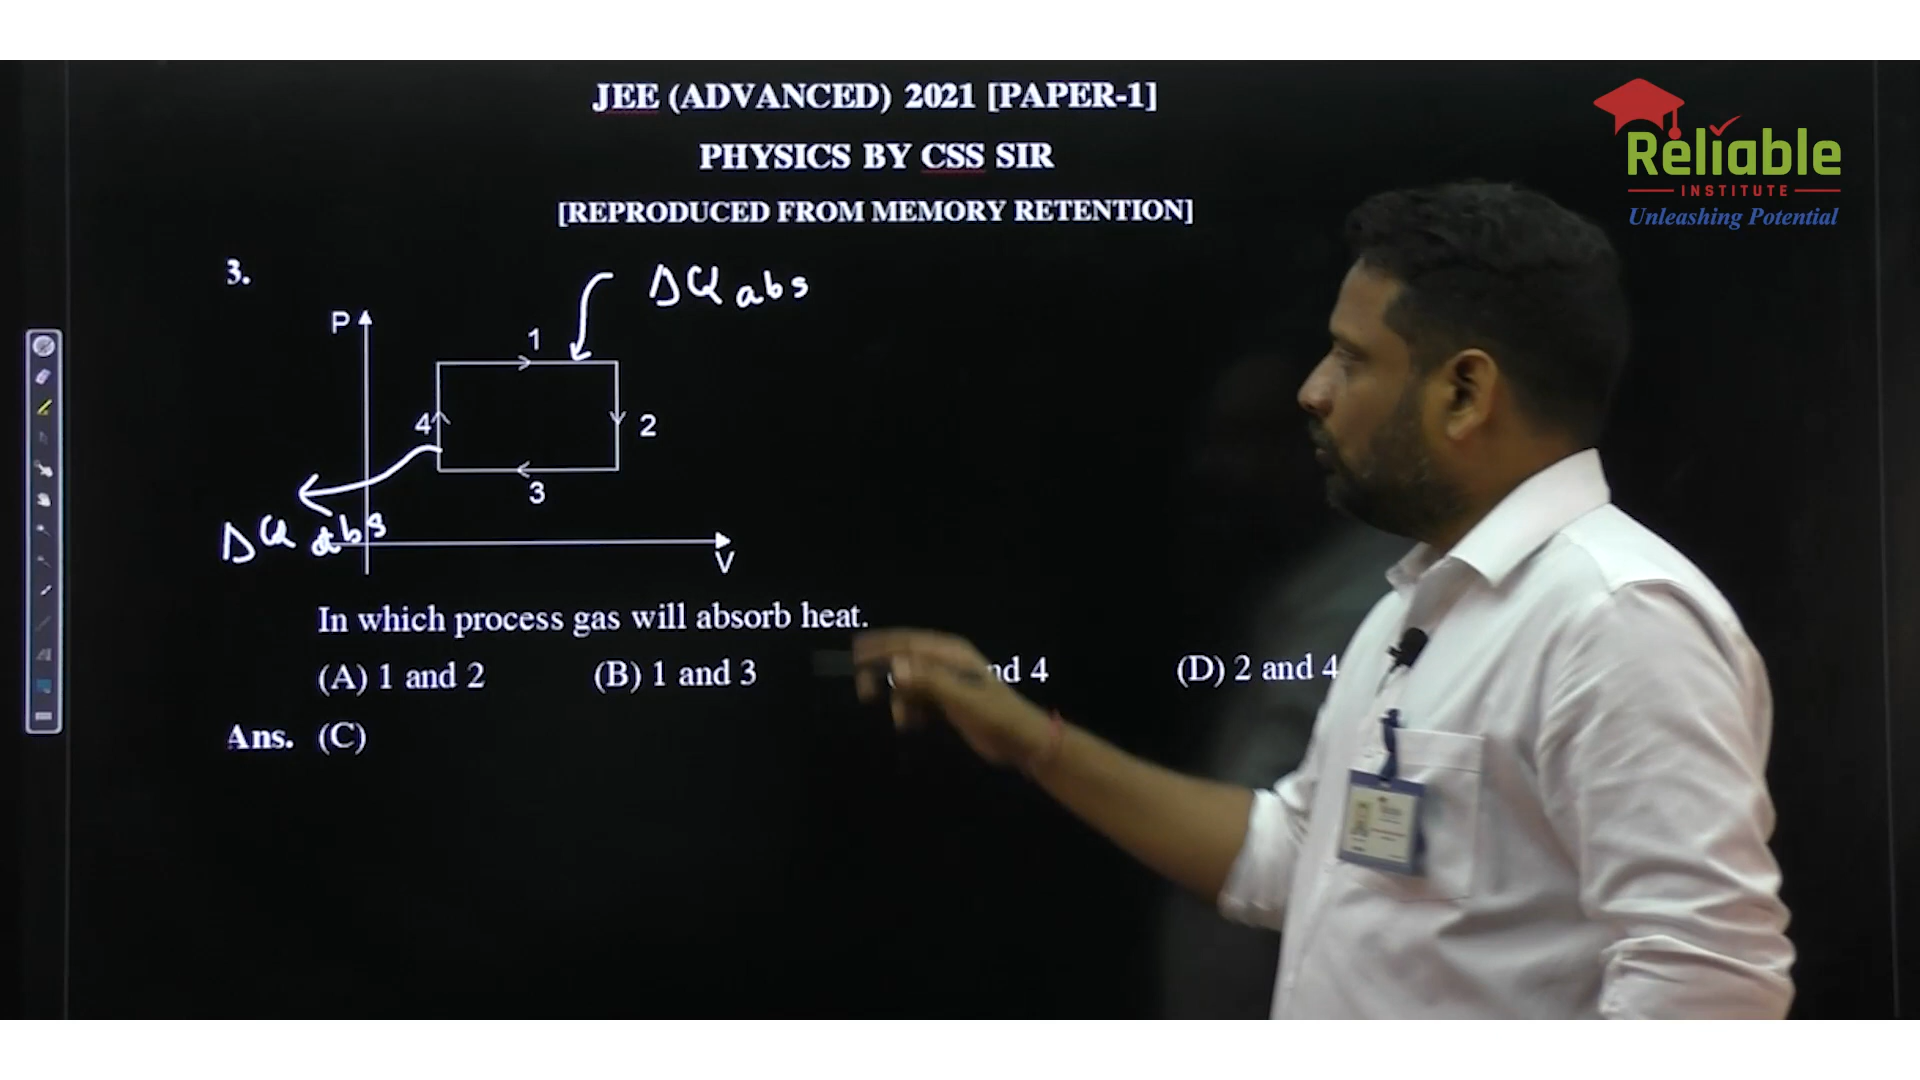 JEE (ADVANCED) 2021 [PAPER-1]
PHYSICS BY CSS SIR
[REPRODUCED FROM MEMORY RETENTION]
Reliable
INSTITUTE
Unleashing Potential
3.
ΔQ abs
P
1
4
2
3
ΔQ abs
V
In which process gas will absorb heat.
(A) 1 and 2 (B) 1 and 3 nd 4 (D) 2 and 4
Ans. (C)